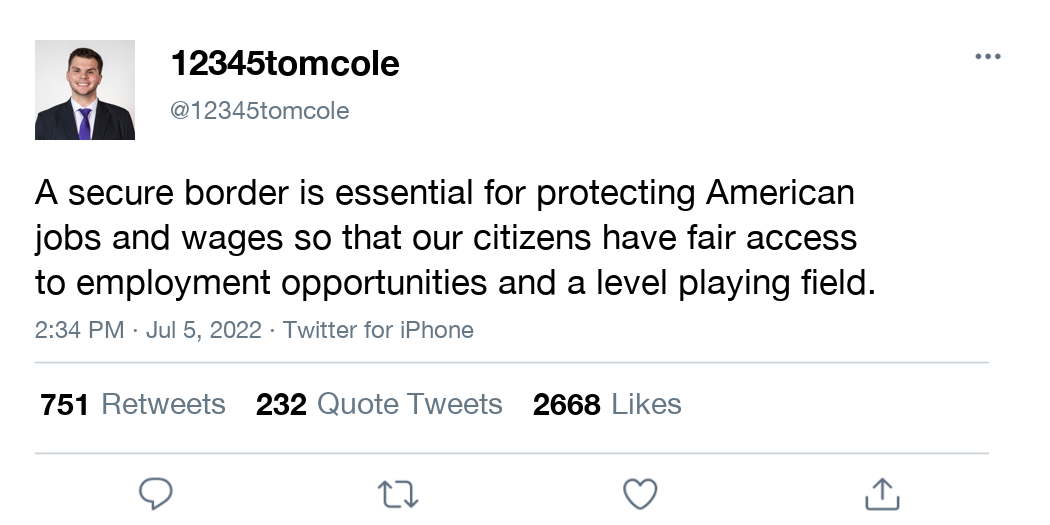 12345tomcole
@12345tomcole
A secure border is essential for protecting American
jobs and wages so that our citizens have fair access
to employment opportunities and a level playing field.
2:34 PM · Jul 5, 2022 · Twitter for iPhone
751 Retweets 232 Quote Tweets 2668 Likes